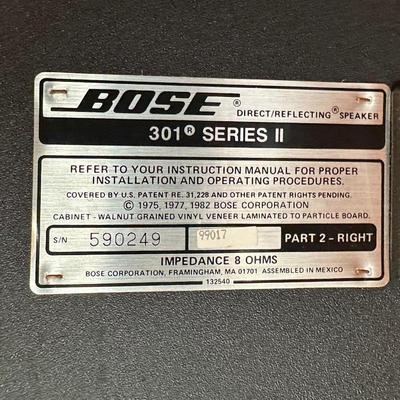 BOSE® DIRECT/REFLECTING® SPEAKER
301® SERIES II
REFER TO YOUR INSTRUCTION MANUAL FOR PROPER
INSTALLATION AND OPERATING PROCEDURES.
COVERED BY U.S. PATENT RE. 31,228 AND OTHER PATENT RIGHTS PENDING.
© 1975, 1977, 1982 BOSE CORPORATION
CABINET - WALNUT GRAINED VINYL VENEER LAMINATED TO PARTICLE BOARD.
S/N 590249 99017 PART 2 - RIGHT
IMPEDANCE 8 OHMS
BOSE CORPORATION, FRAMINGHAM, MA 01701 ASSEMBLED IN MEXICO
132540